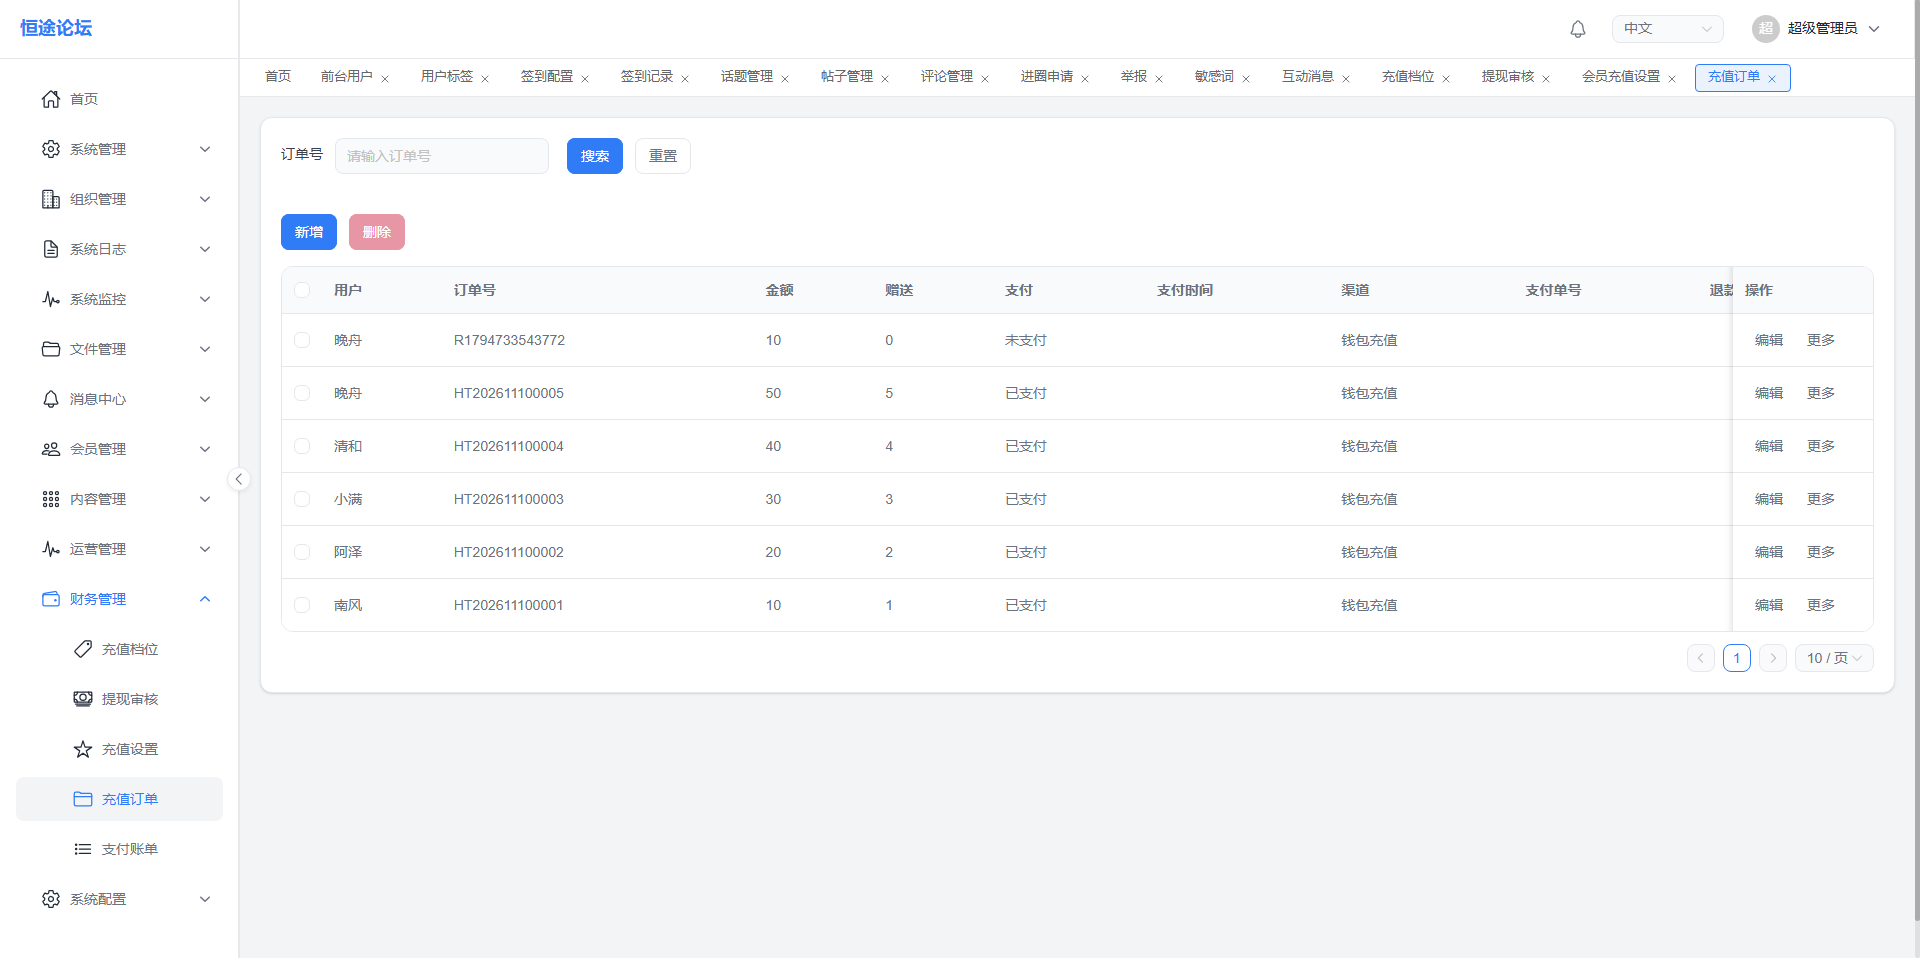 恒途论坛
中文
超
超级管理员
首页
系统管理
组织管理
系统日志
系统监控
文件管理
消息中心
会员管理
内容管理
运营管理
财务管理
充值档位
提现审核
充值设置
充值订单
支付账单
系统配置
首页 前台用户 用户标签 签到配置 签到记录 话题管理 帖子管理 评论管理 进圈申请 举报 敏感词 互动消息 充值档位 提现审核 会员充值设置 充值订单
订单号 请输入订单号 搜索 重置
新增 删除
用户 订单号 金额 赠送 支付 支付时间 渠道 支付单号 退款 操作
晚舟 R1794733543772 10 0 未支付 钱包充值 编辑 更多
晚舟 HT202611100005 50 5 已支付 钱包充值 编辑 更多
清和 HT202611100004 40 4 已支付 钱包充值 编辑 更多
小满 HT202611100003 30 3 已支付 钱包充值 编辑 更多
阿泽 HT202611100002 20 2 已支付 钱包充值 编辑 更多
南风 HT202611100001 10 1 已支付 钱包充值 编辑 更多
1 10 / 页